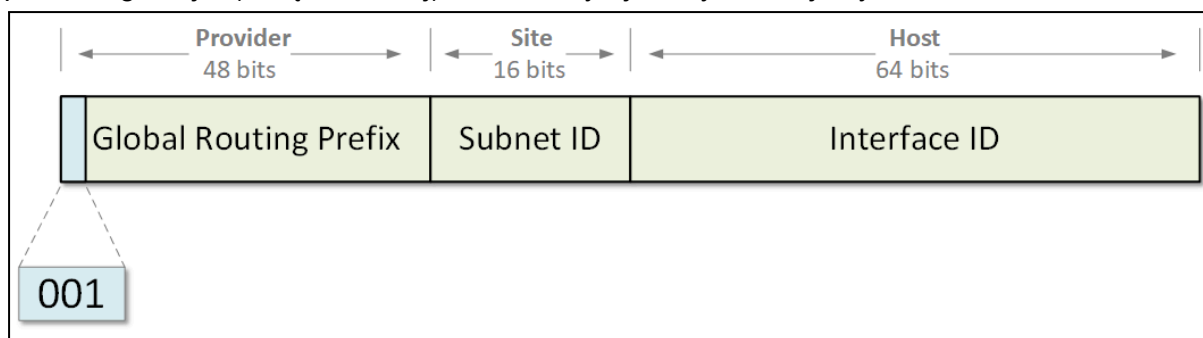 Provider Site Host
48 bits 16 bits 64 bits
Global Routing Prefix Subnet ID Interface ID
001